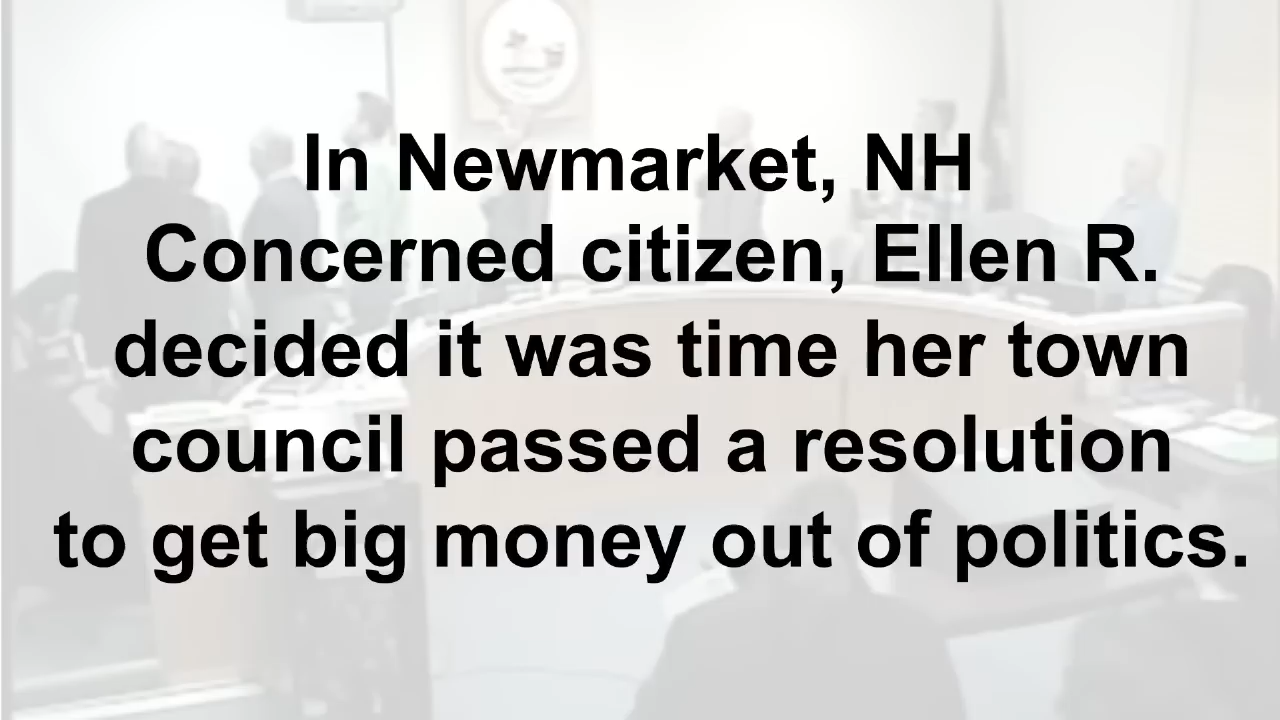 In Newmarket, NH
Concerned citizen, Ellen R.
decided it was time her town
council passed a resolution
to get big money out of politics.